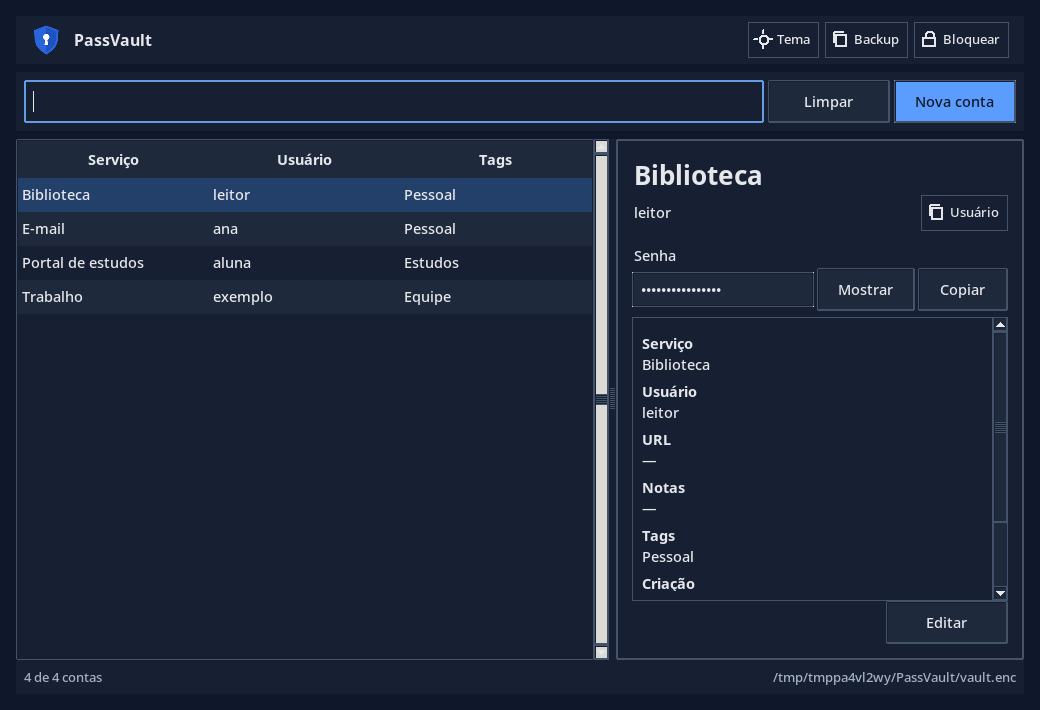 PassVault
Tema
Backup
Bloquear
Limpar
Nova conta
Serviço Usuário Tags
Biblioteca leitor Pessoal
E-mail ana Pessoal
Portal de estudos aluna Estudos
Trabalho exemplo Equipe
Biblioteca
leitor
Usuário
Senha
••••••••••••••••
Mostrar
Copiar
Serviço
Biblioteca
Usuário
leitor
URL
—
Notas
—
Tags
Pessoal
Criação
Editar
4 de 4 contas
/tmp/tmppa4vl2wy/PassVault/vault.enc